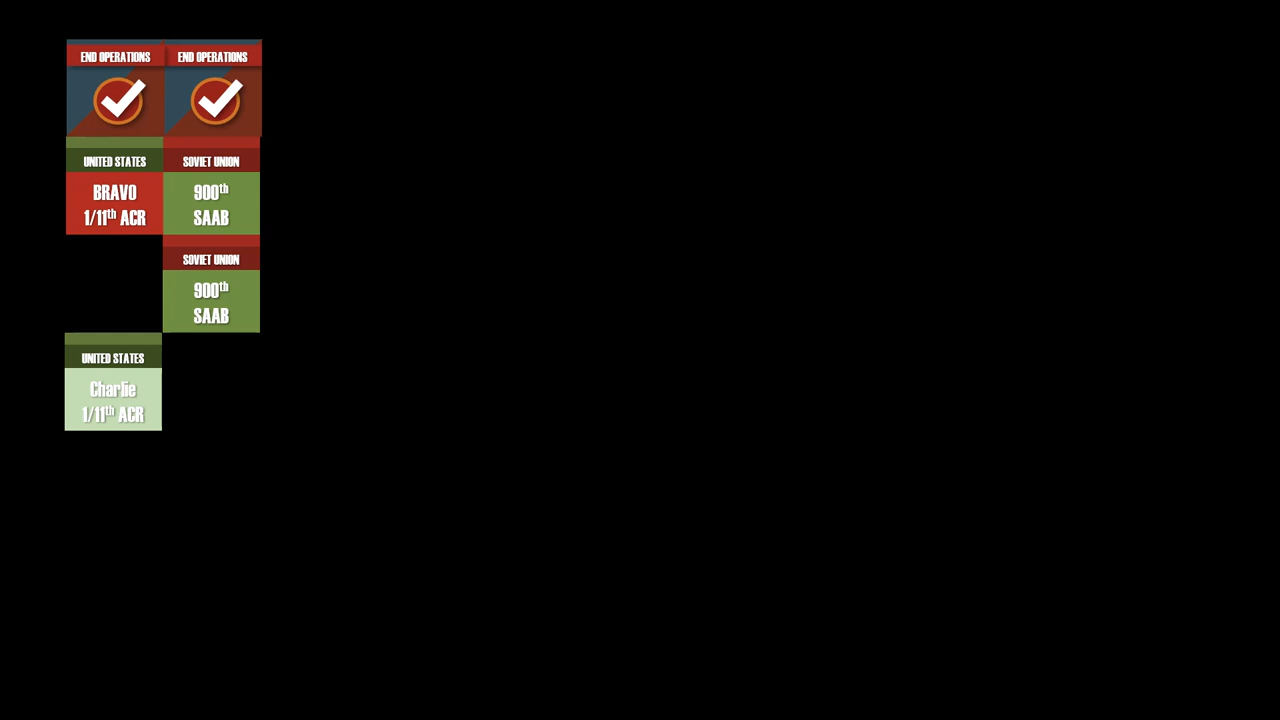 END OPERATIONS
END OPERATIONS
UNITED STATES
BRAVO
1/11th ACR
SOVIET UNION
900th
SAAB
SOVIET UNION
900th
SAAB
UNITED STATES
Charlie
1/11th ACR